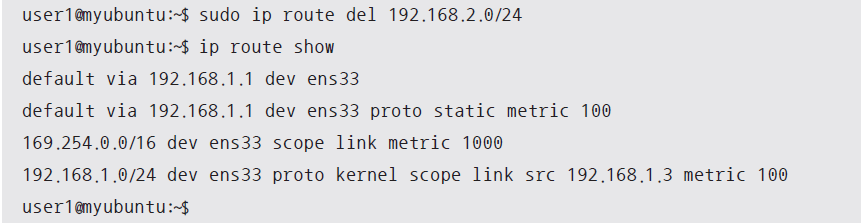 user1@myubuntu:~$ sudo ip route del 192.168.2.0/24
user1@myubuntu:~$ ip route show
default via 192.168.1.1 dev ens33
default via 192.168.1.1 dev ens33 proto static metric 100
169.254.0.0/16 dev ens33 scope link metric 1000
192.168.1.0/24 dev ens33 proto kernel scope link src 192.168.1.3 metric 100
user1@myubuntu:~$